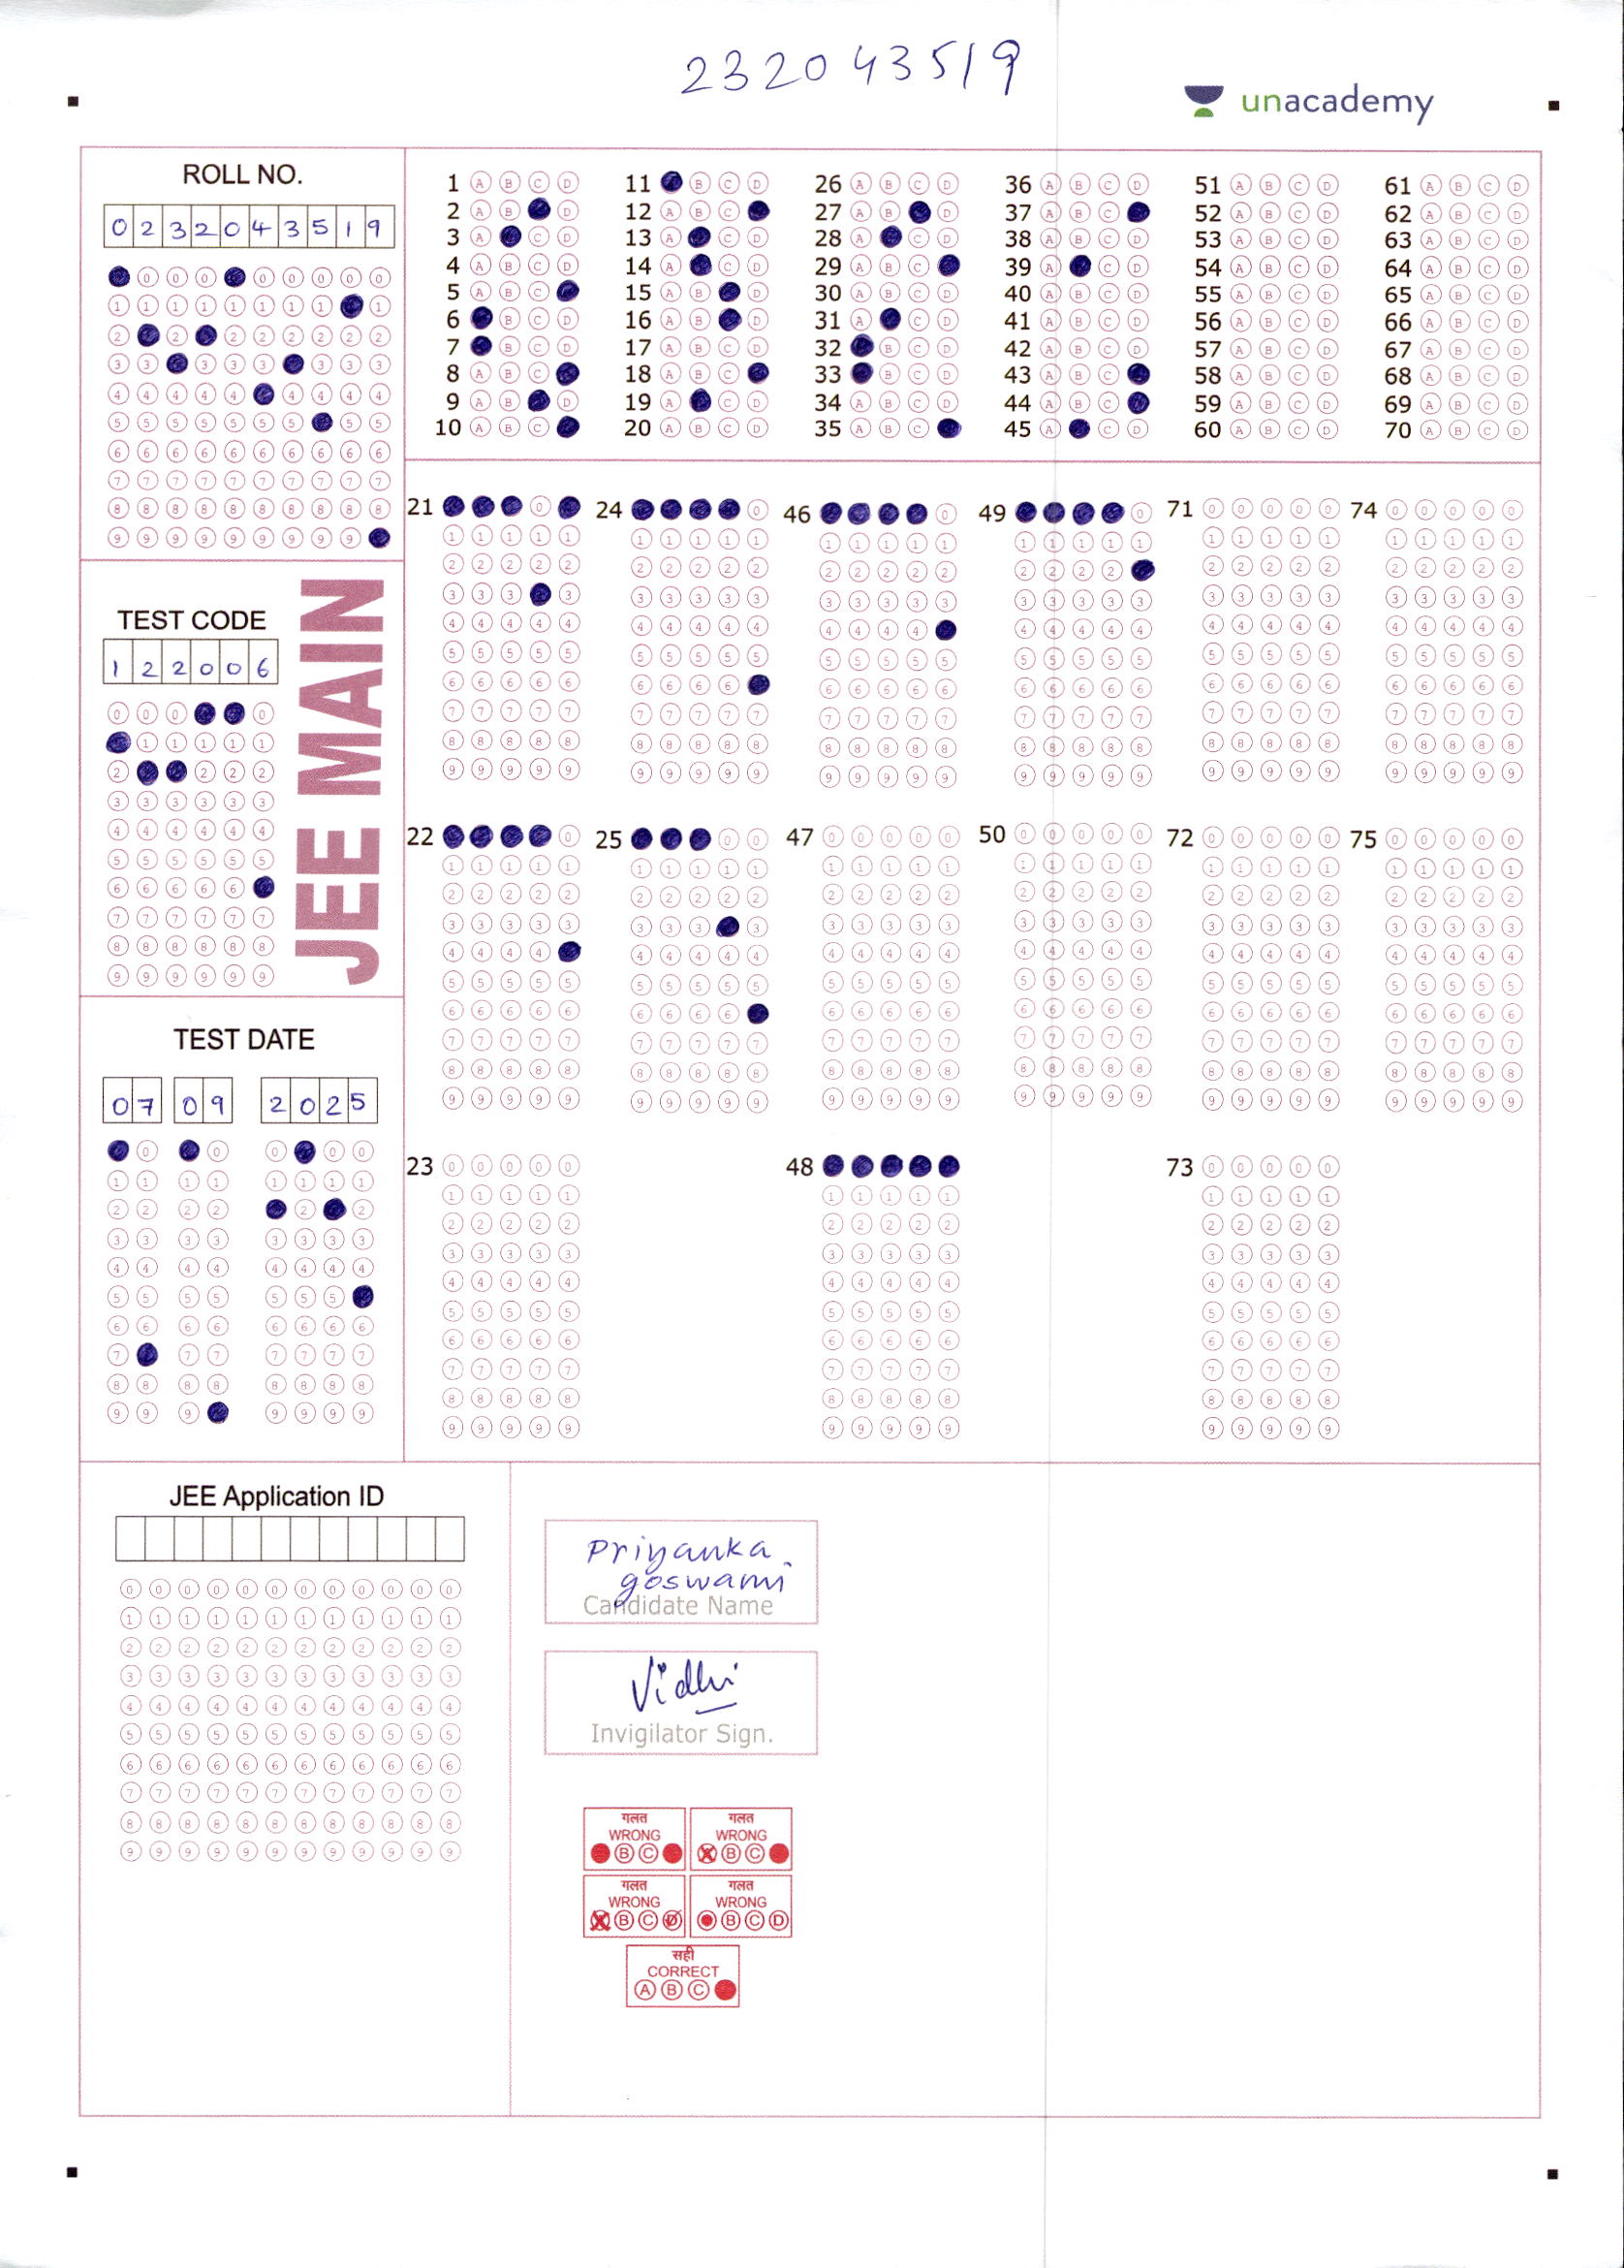 232043519
unacademy
ROLL NO.
0 2 3 2 0 4 3 5 1 9
TEST CODE
1 2 2 0 0 6
JEE MAIN
TEST DATE
07 09 2025
1 A B C D
2 A B D
3 A C D
4 A B C D
5 A B C
6 B C D
7 B C D
8 A B C
9 A B D
10 A B C
11 B C D
12 A B C
13 A C D
14 A C D
15 A B D
16 A B D
17 A B C D
18 A B C
19 A C D
20 A B C D
26 A B C D
27 A B D
28 A C D
29 A B C
30 A B C D
31 A C D
32 B C D
33 B C D
34 A B C D
35 A B C
36 A B C D
37 A B C
38 A B C D
39 A C D
40 A B C D
41 A B C D
42 A B C D
43 A B C
44 A B C
45 A C D
51 A B C D
52 A B C D
53 A B C D
54 A B C D
55 A B C D
56 A B C D
57 A B C D
58 A B C D
59 A B C D
60 A B C D
61 A B C D
62 A B C D
63 A B C D
64 A B C D
65 A B C D
66 A B C D
67 A B C D
68 A B C D
69 A B C D
70 A B C D
21
24
46
49
71
74
22
25
47
50
72
75
23
48
73
JEE Application ID
Priyanka
goswami
Candidate Name
Vidhi
Invigilator Sign.
गलत
WRONG
B C
गलत
WRONG
B C
गलत
WRONG
B C D
गलत
WRONG
B C D
सही
CORRECT
A B C